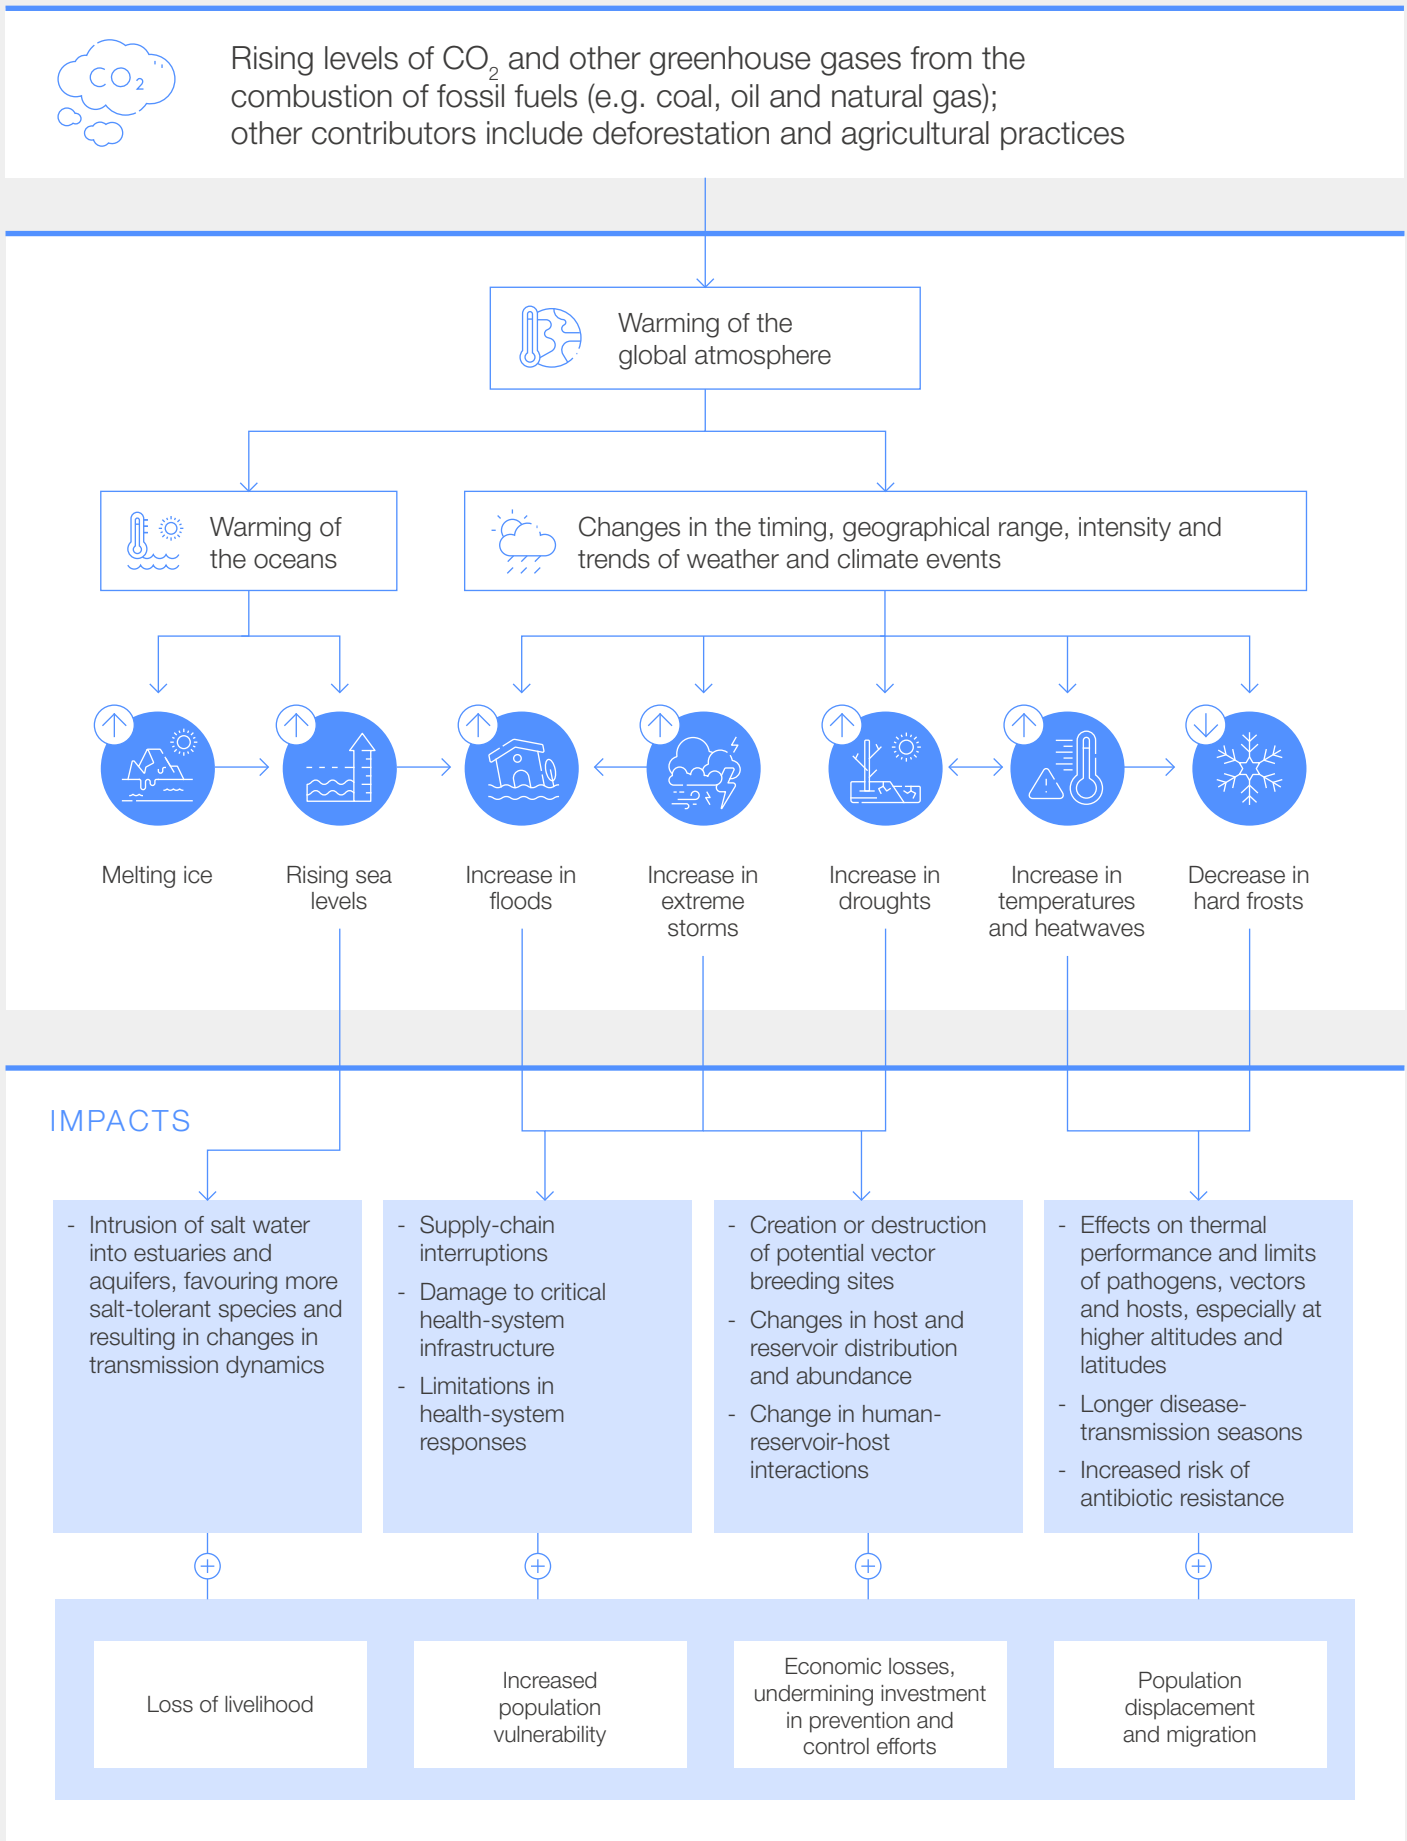 CO2
Rising levels of CO2 and other greenhouse gases from the
combustion of fossil fuels (e.g. coal, oil and natural gas);
other contributors include deforestation and agricultural practices
Warming of the
global atmosphere
Warming of
the oceans
Changes in the timing, geographical range, intensity and
trends of weather and climate events
Melting ice
Rising sea
levels
Increase in
floods
Increase in
extreme
storms
Increase in
droughts
Increase in
temperatures
and heatwaves
Decrease in
hard frosts
IMPACTS
- Intrusion of salt water
into estuaries and
aquifers, favouring more
salt-tolerant species and
resulting in changes in
transmission dynamics
- Supply-chain
interruptions
- Damage to critical
health-system
infrastructure
- Limitations in
health-system
responses
- Creation or destruction
of potential vector
breeding sites
- Changes in host and
reservoir distribution
and abundance
- Change in human-
reservoir-host
interactions
- Effects on thermal
performance and limits
of pathogens, vectors
and hosts, especially at
higher altitudes and
latitudes
- Longer disease-
transmission seasons
- Increased risk of
antibiotic resistance
Loss of livelihood
Increased
population
vulnerability
Economic losses,
undermining investment
in prevention and
control efforts
Population
displacement
and migration